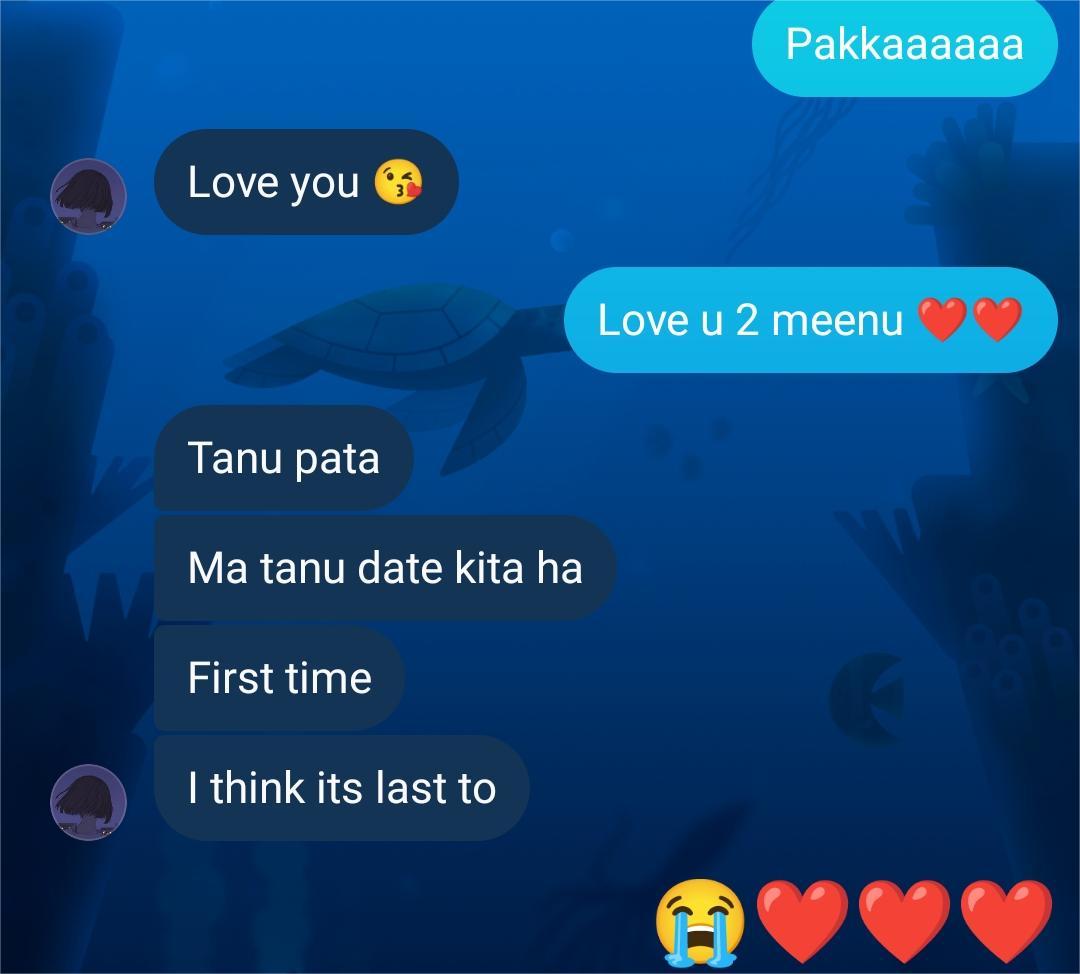 Pakkaaaaaa
Love you 😘
Love u 2 meenu ❤️❤️
Tanu pata
Ma tanu date kita ha
First time
I think its last to
😭❤️❤️❤️